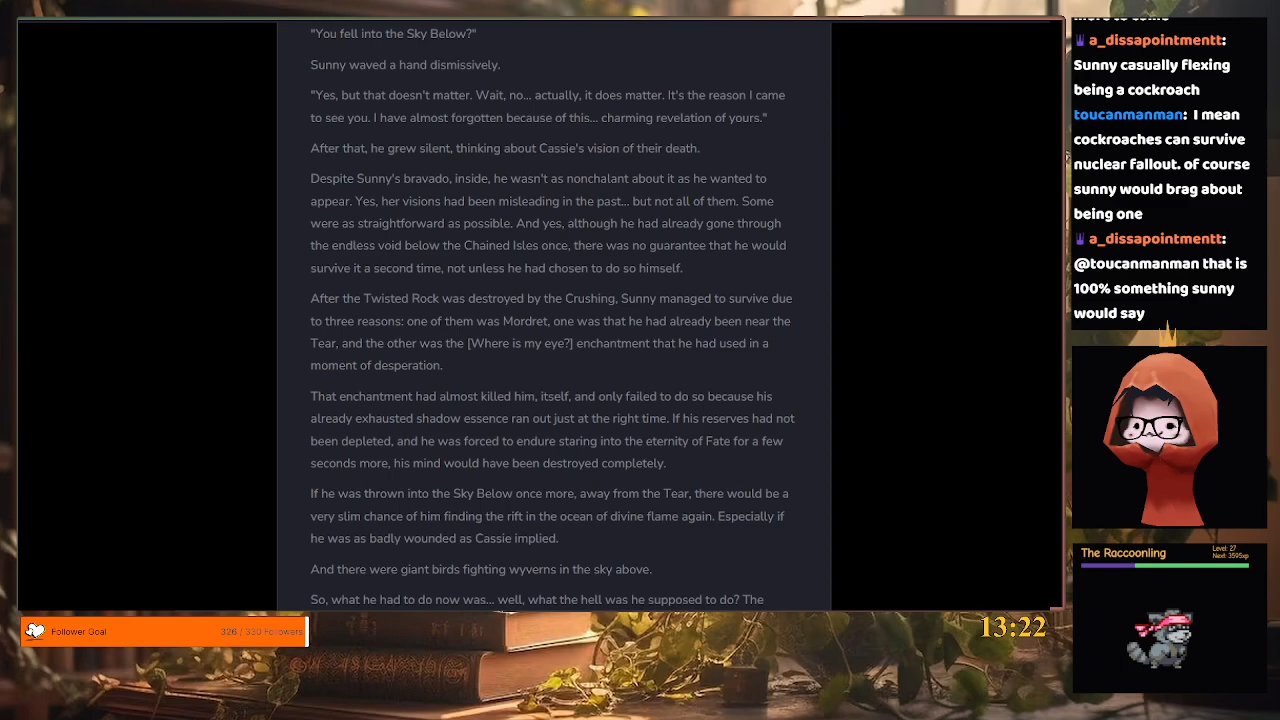 "You fell into the Sky Below?"
Sunny waved a hand dismissively.
"Yes, but that doesn't matter. Wait, no... actually, it does matter. It's the reason I came
to see you. I have almost forgotten because of this... charming revelation of yours."
After that, he grew silent, thinking about Cassie's vision of their death.
Despite Sunny's bravado, inside, he wasn't as nonchalant about it as he wanted to
appear. Yes, her visions had been misleading in the past... but not all of them. Some
were as straightforward as possible. And yes, although he had already gone through
the endless void below the Chained Isles once, there was no guarantee that he would
survive it a second time, not unless he had chosen to do so himself.
After the Twisted Rock was destroyed by the Crushing, Sunny managed to survive due
to three reasons: one of them was Mordret, one was that he had already been near the
Tear, and the other was the [Where is my eye?] enchantment that he had used in a
moment of desperation.
That enchantment had almost killed him, itself, and only failed to do so because his
already exhausted shadow essence ran out just at the right time. If his reserves had not
been depleted, and he was forced to endure staring into the eternity of Fate for a few
seconds more, his mind would have been destroyed completely.
If he was thrown into the Sky Below once more, away from the Tear, there would be a
very slim chance of him finding the rift in the ocean of divine flame again. Especially if
he was as badly wounded as Cassie implied.
And there were giant birds fighting wyverns in the sky above.
So, what he had to do now was... well, what the hell was he supposed to do? The
a_dissapointmentt:
Sunny casually flexing
being a cockroach
toucanmanman: I mean
cockroaches can survive
nuclear fallout. of course
sunny would brag about
being one
a_dissapointmentt:
@toucanmanman that is
100% something sunny
would say
The Raccoonling
Level: 27
Next: 3595xp
Follower Goal
326 / 330 Followers
13:22